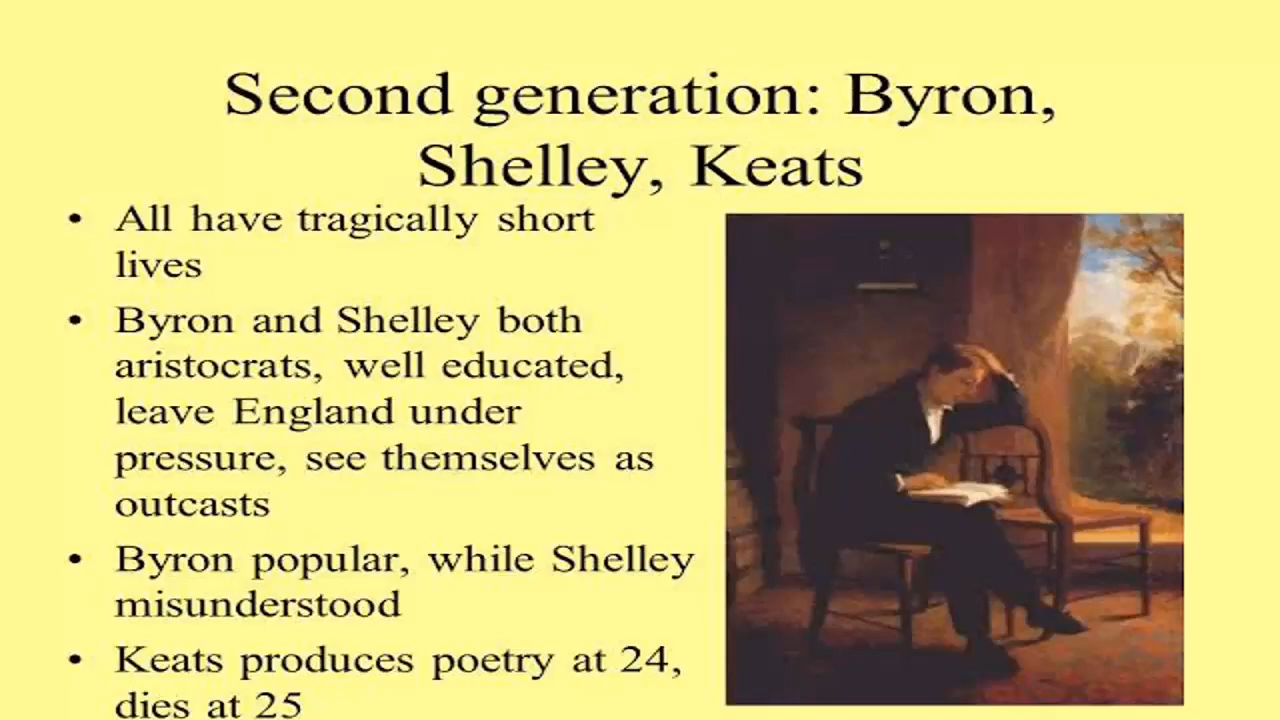 Second generation: Byron,
Shelley, Keats
• All have tragically short
lives
• Byron and Shelley both
aristocrats, well educated,
leave England under
pressure, see themselves as
outcasts
• Byron popular, while Shelley
misunderstood
• Keats produces poetry at 24,
dies at 25